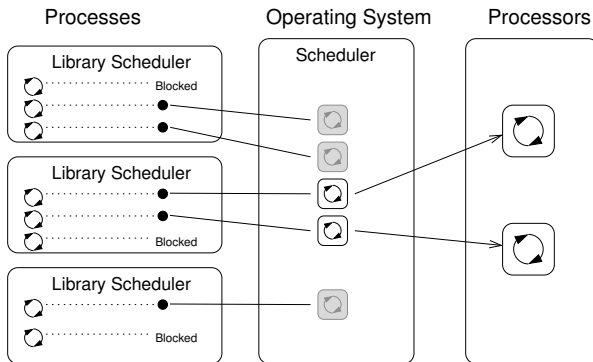 Processes Operating System Processors
Library Scheduler
Blocked
Scheduler
Library Scheduler
Blocked
Library Scheduler
Blocked